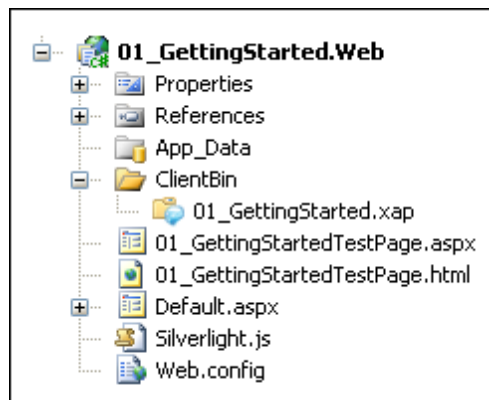 01_GettingStarted.Web
Properties
References
App_Data
ClientBin
01_GettingStarted.xap
01_GettingStartedTestPage.aspx
01_GettingStartedTestPage.html
Default.aspx
Silverlight.js
Web.config